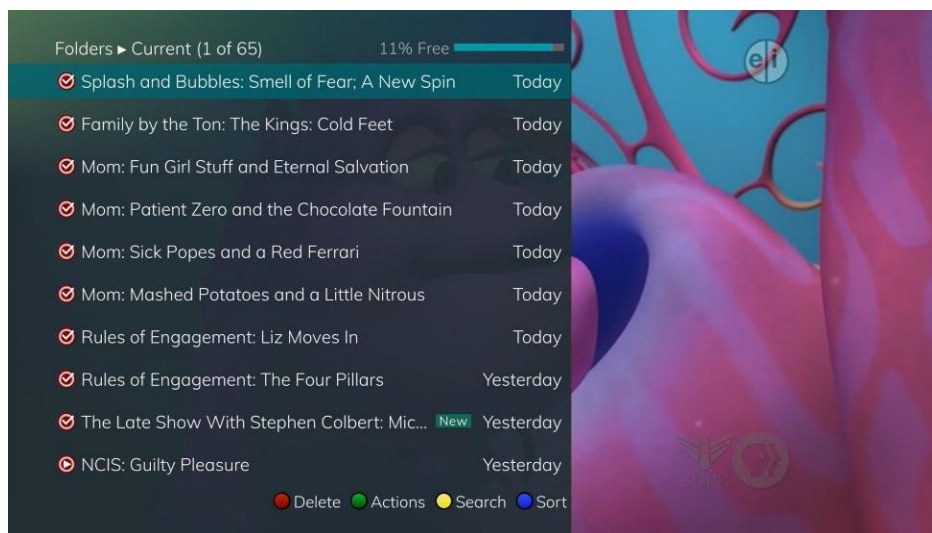 Folders ▸ Current (1 of 65) 11% Free
Splash and Bubbles: Smell of Fear; A New Spin Today
Family by the Ton: The Kings: Cold Feet Today
Mom: Fun Girl Stuff and Eternal Salvation Today
Mom: Patient Zero and the Chocolate Fountain Today
Mom: Sick Popes and a Red Ferrari Today
Mom: Mashed Potatoes and a Little Nitrous Today
Rules of Engagement: Liz Moves In Today
Rules of Engagement: The Four Pillars Yesterday
The Late Show With Stephen Colbert: Mic... New Yesterday
NCIS: Guilty Pleasure Yesterday
Delete Actions Search Sort
e/i